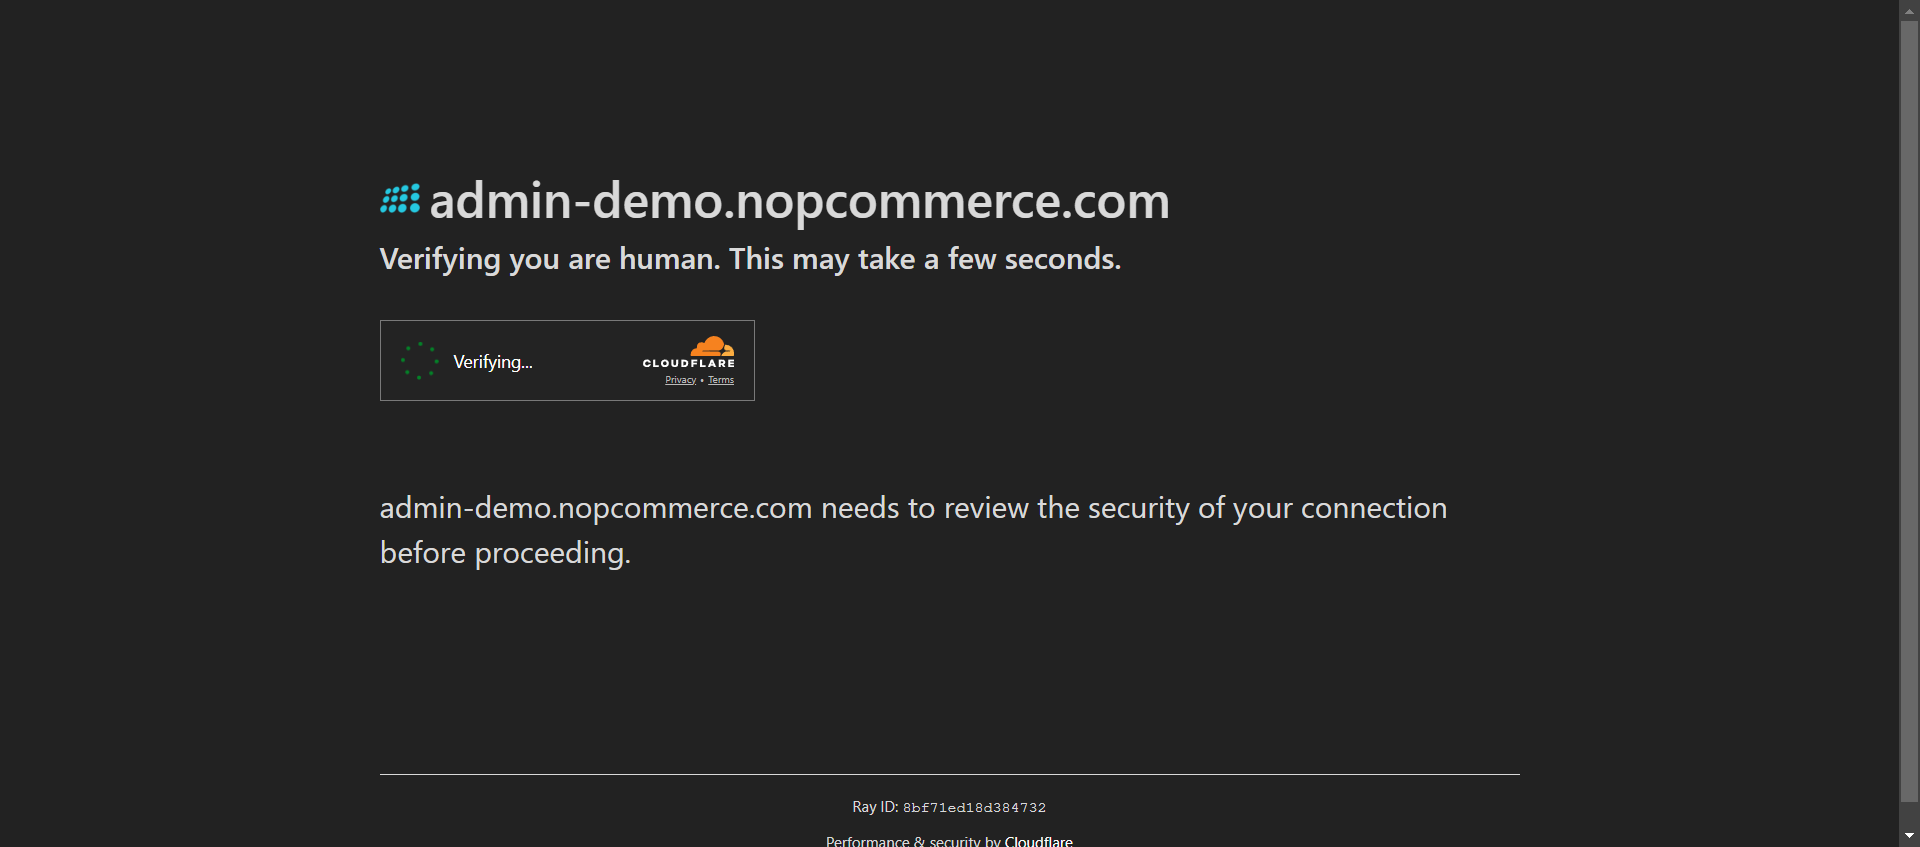 admin-demo.nopcommerce.com
Verifying you are human. This may take a few seconds.
Verifying...
CLOUDFLARE
Privacy • Terms
admin-demo.nopcommerce.com needs to review the security of your connection
before proceeding.
Ray ID: 8bf71ed18d384732
Performance & security by Cloudflare